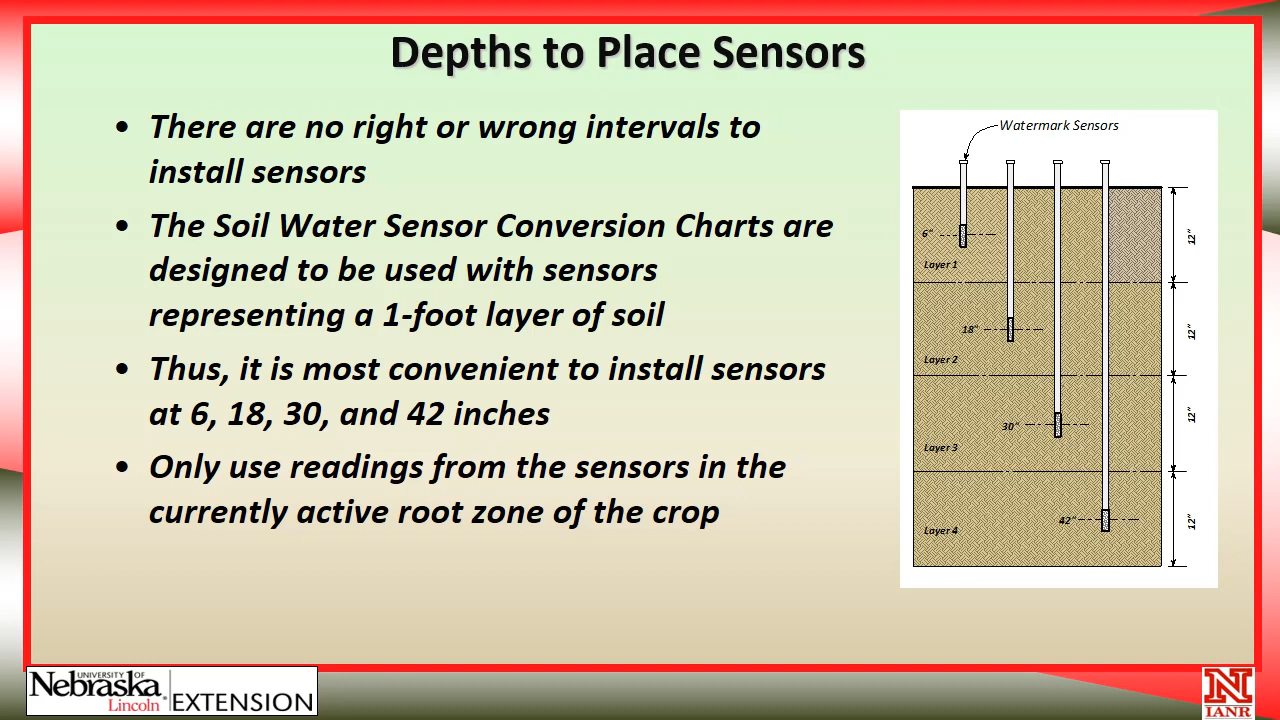 Depths to Place Sensors
• There are no right or wrong intervals to
install sensors
• The Soil Water Sensor Conversion Charts are
designed to be used with sensors
representing a 1-foot layer of soil
• Thus, it is most convenient to install sensors
at 6, 18, 30, and 42 inches
• Only use readings from the sensors in the
currently active root zone of the crop
Watermark Sensors
6"
Layer 1
12"
18"
Layer 2
12"
30"
Layer 3
12"
42"
Layer 4
12"
UNIVERSITY OF
Nebraska
Lincoln
EXTENSION
N
IANR